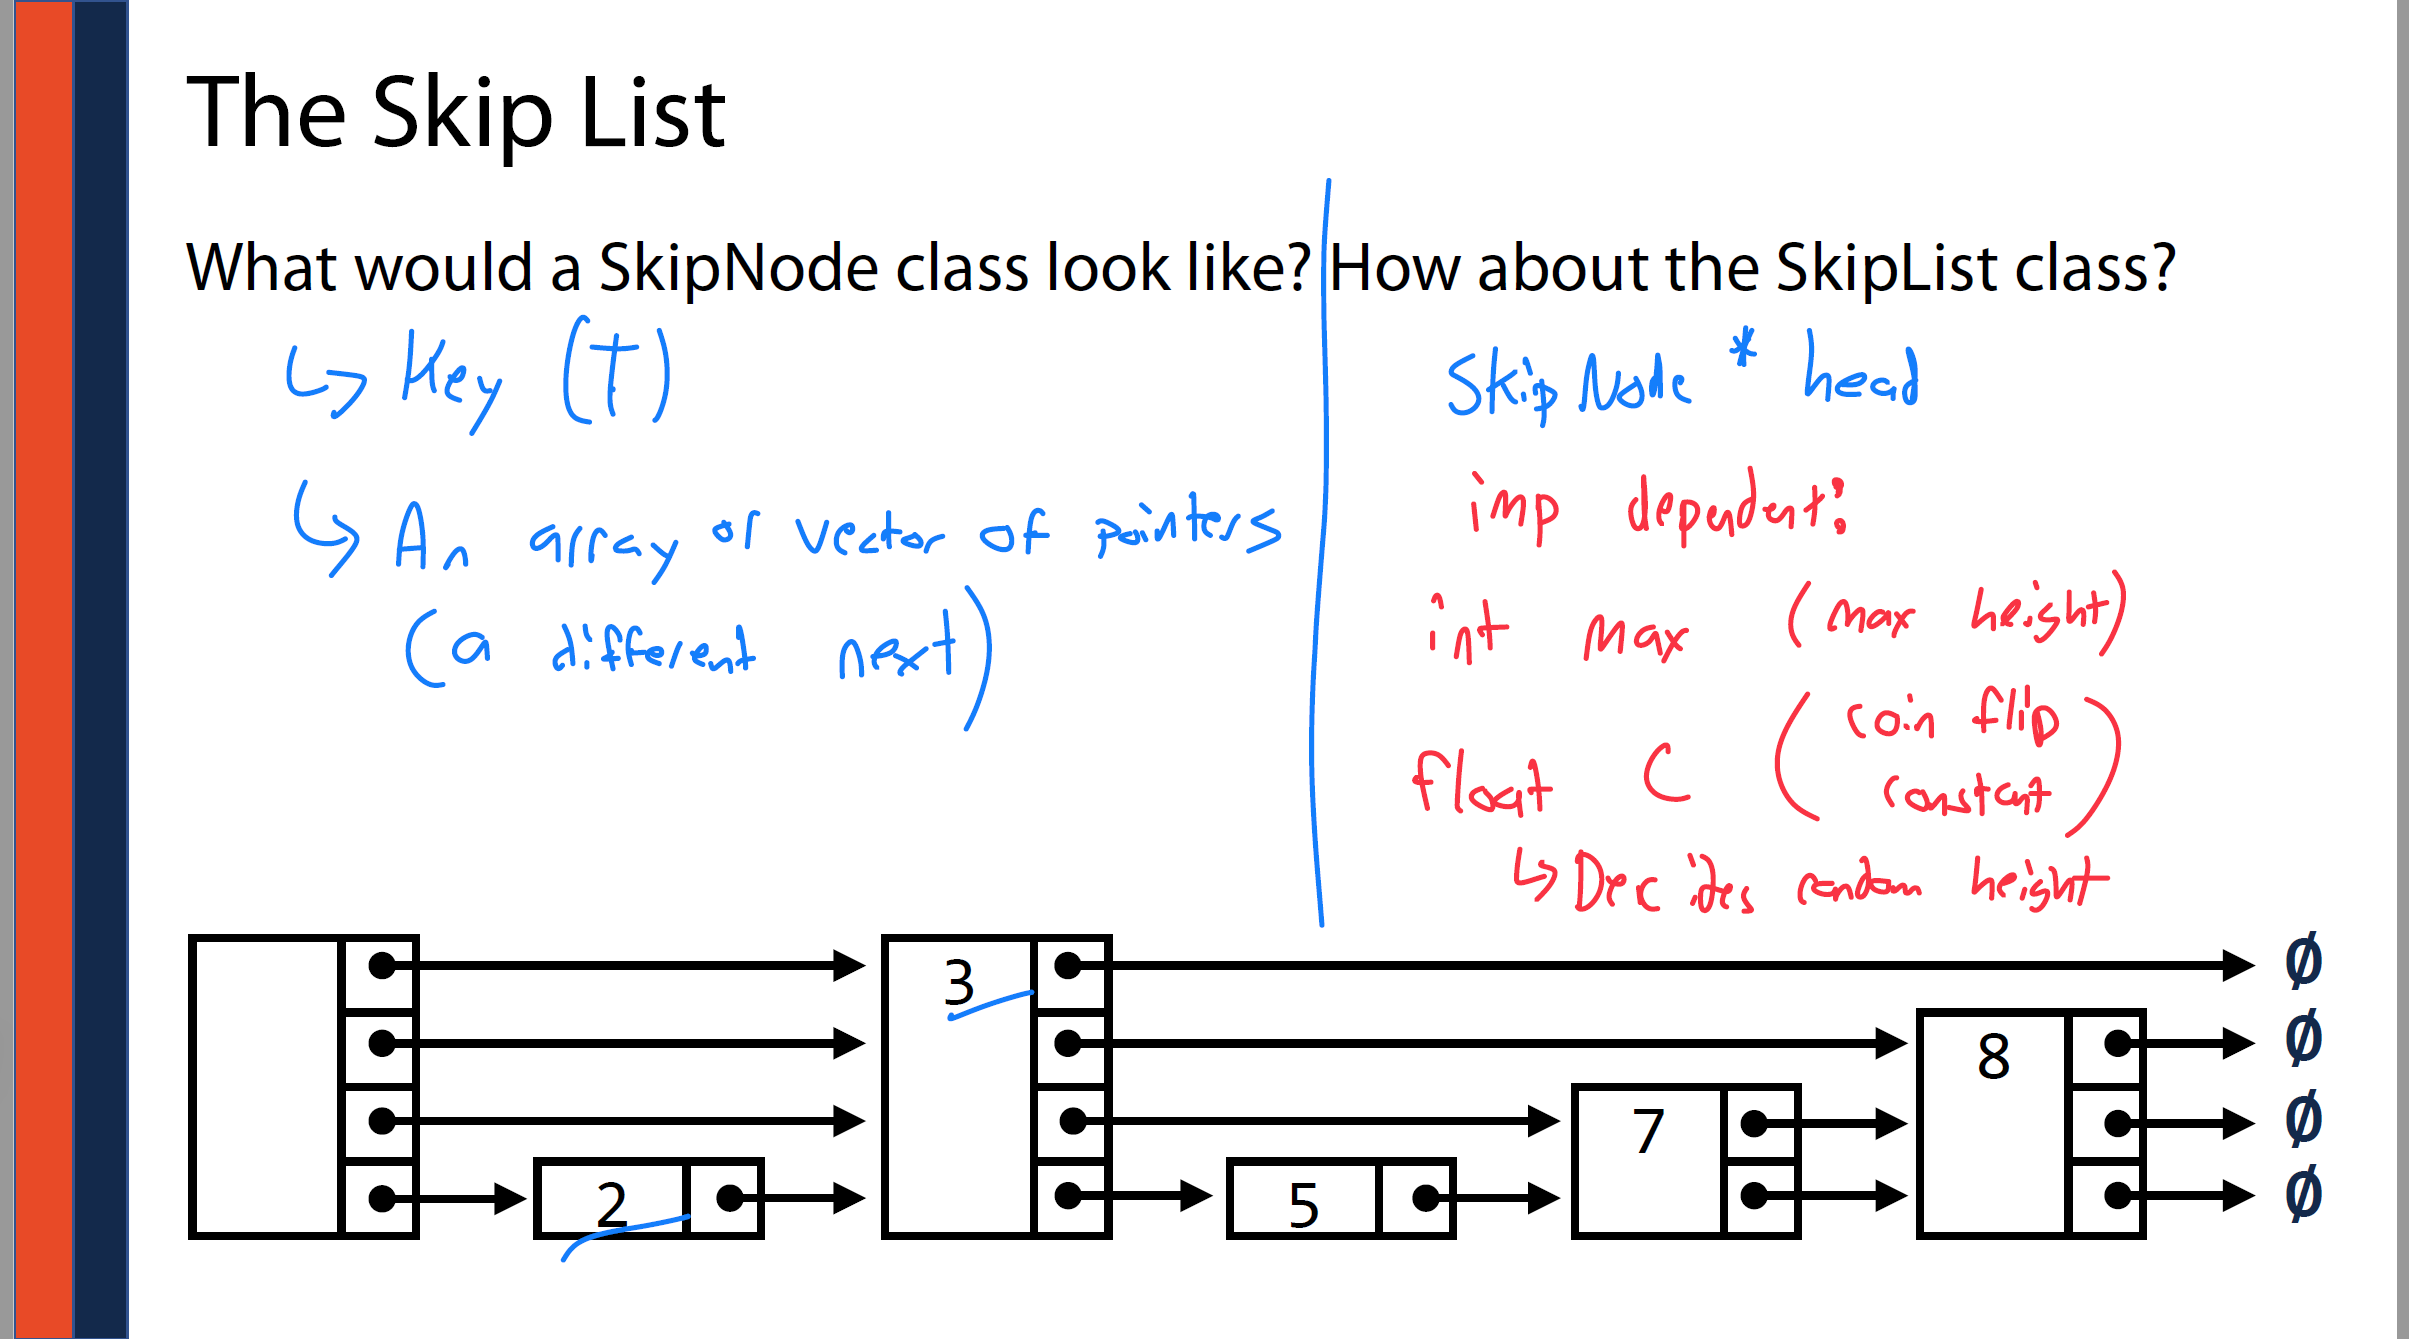 The Skip List
What would a SkipNode class look like? How about the SkipList class?
↳ Key (T)
↳ An array or vector of pointers
(a different next)
SkipNode * head
imp dependent:
int max (max height)
float C (coin flip
constant)
↳ Decides random height
3
8
7
2
5
∅
∅
∅
∅